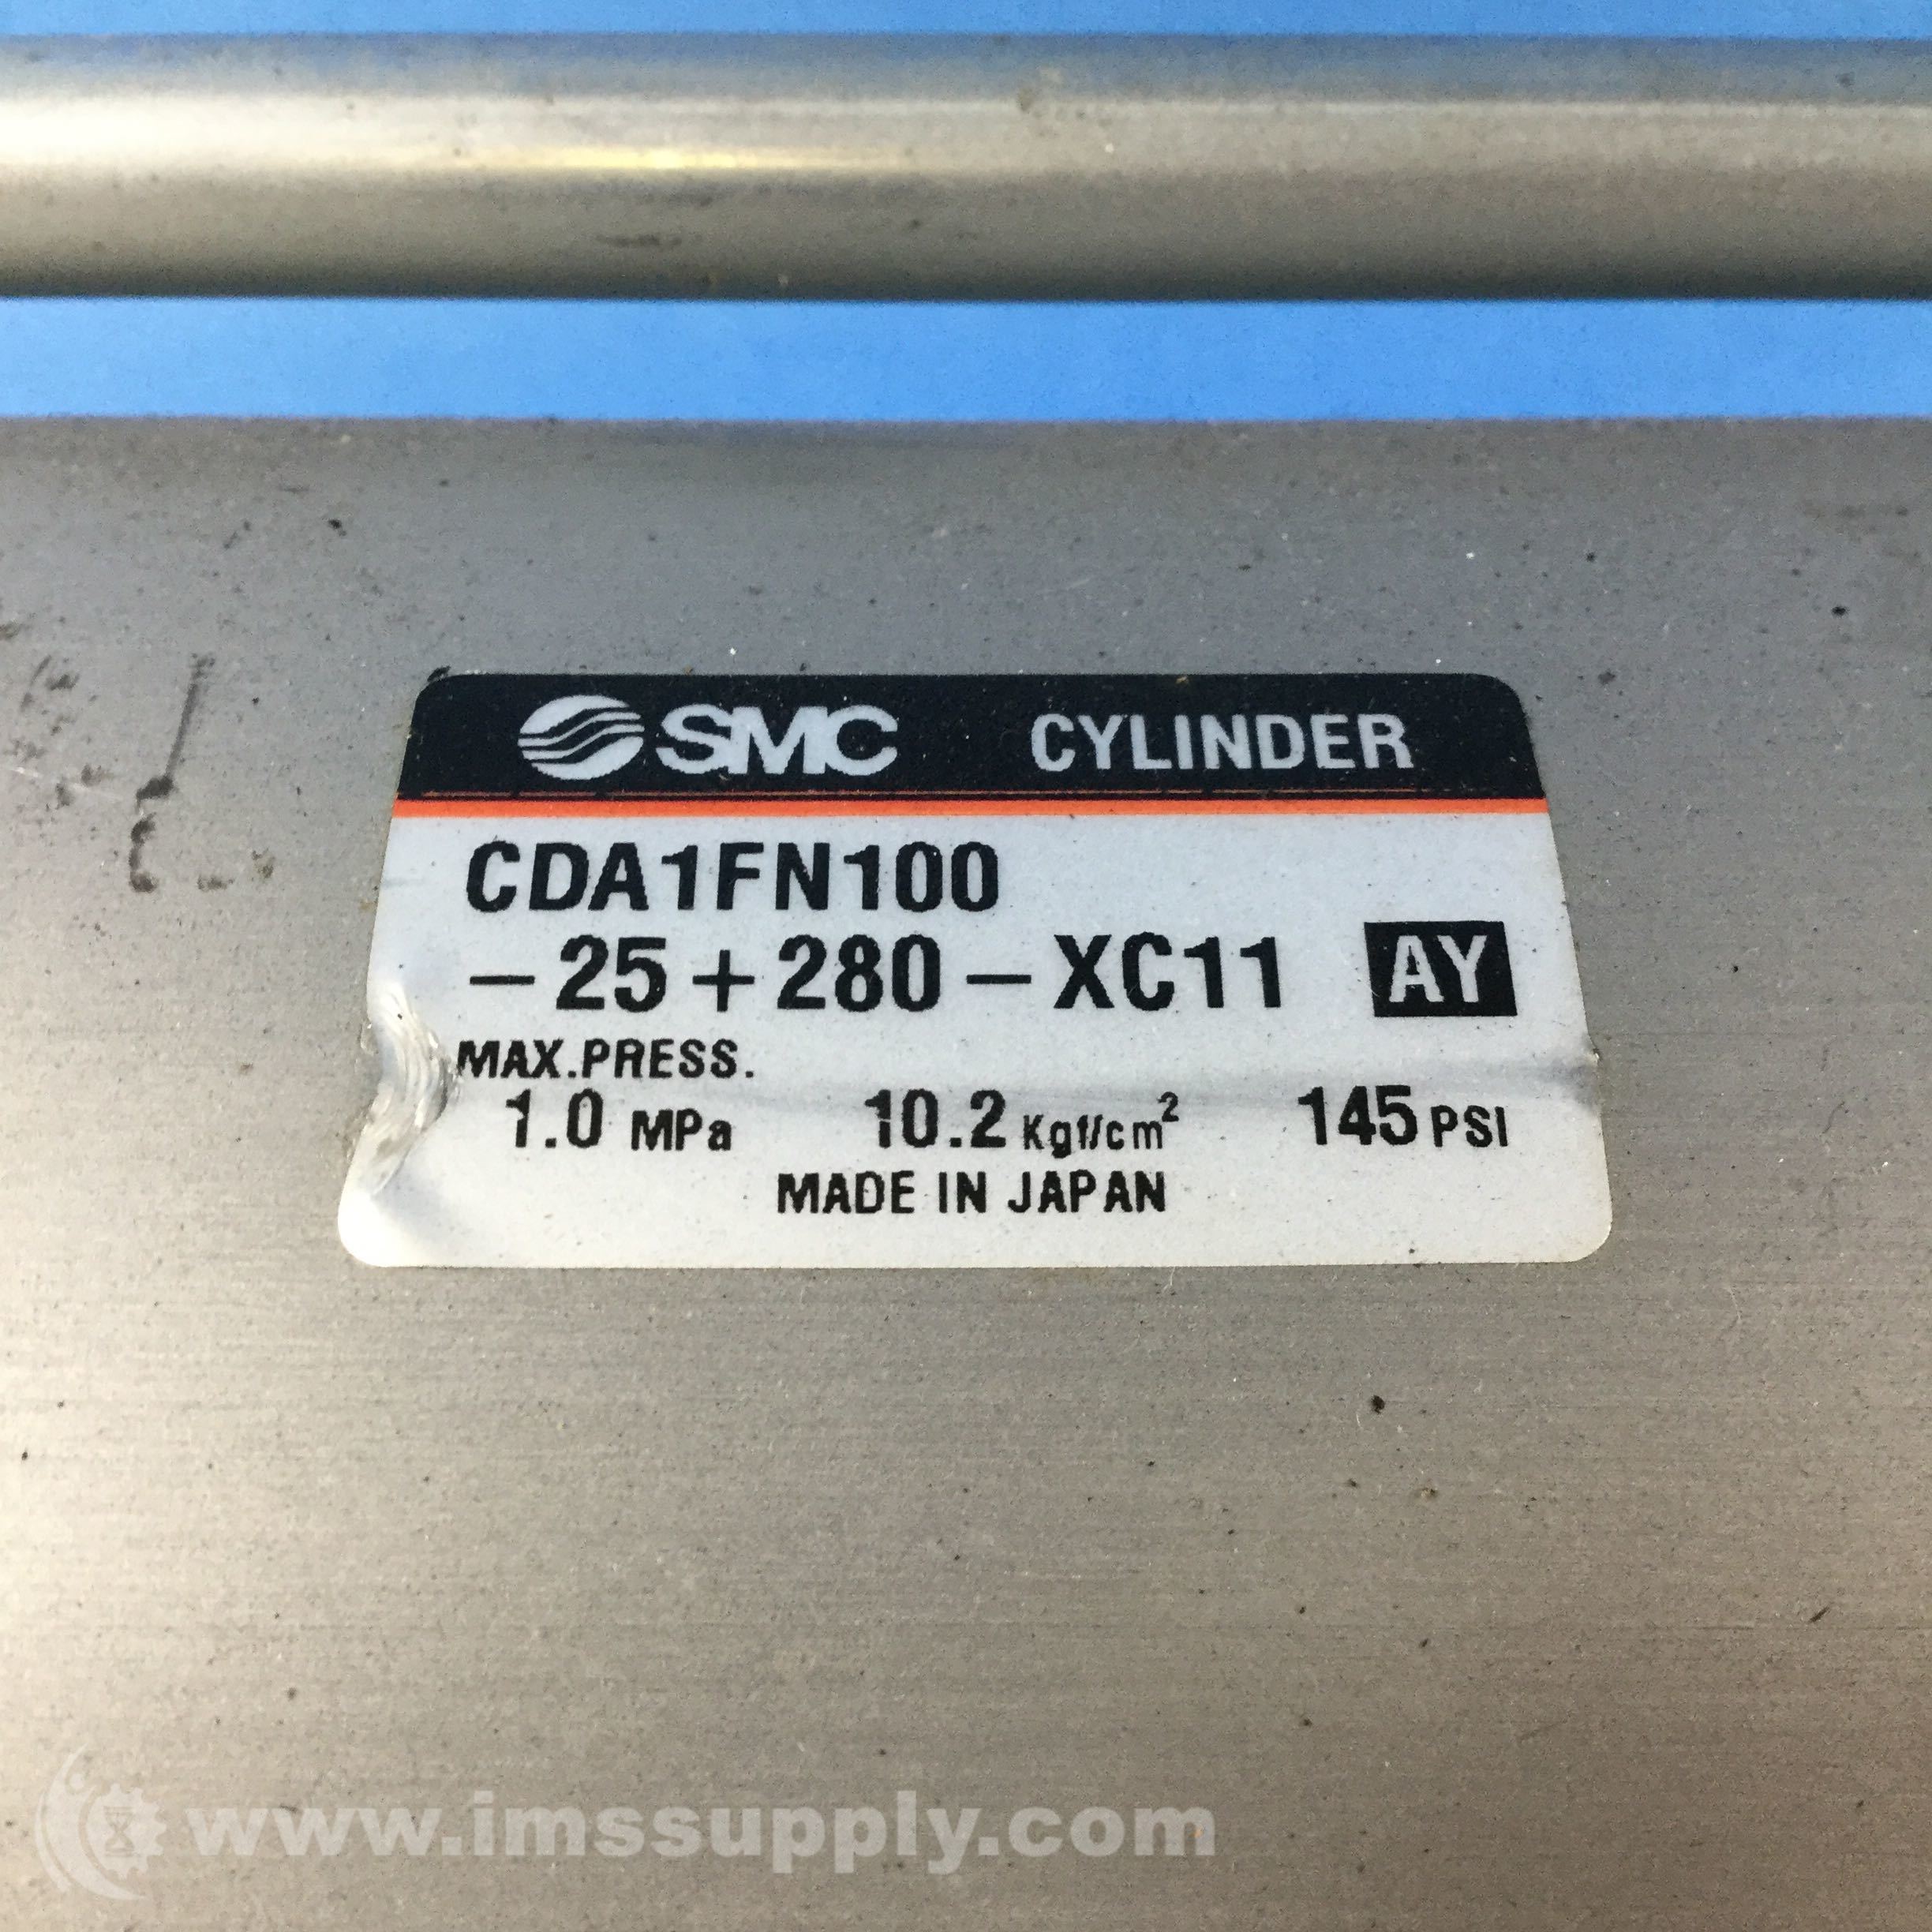 SMC CYLINDER
CDA1FN100
-25+280-XC11 AY
MAX.PRESS.
1.0 MPa 10.2 Kgf/cm² 145 PSI
MADE IN JAPAN
www.imssupply.com